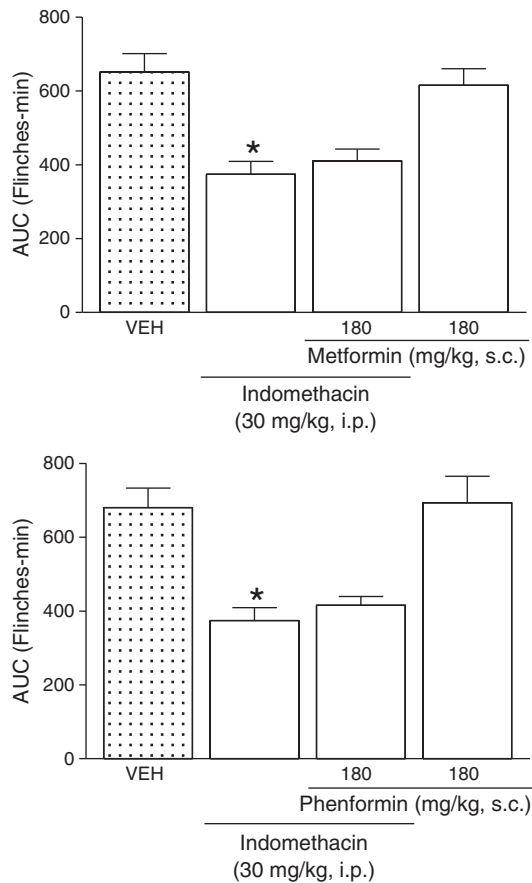 800
600
400
200
0
AUC (Flinches-min)
*
VEH
180
180
Metformin (mg/kg, s.c.)
Indomethacin
(30 mg/kg, i.p.)
800
600
400
200
0
AUC (Flinches-min)
*
VEH
180
180
Phenformin (mg/kg, s.c.)
Indomethacin
(30 mg/kg, i.p.)